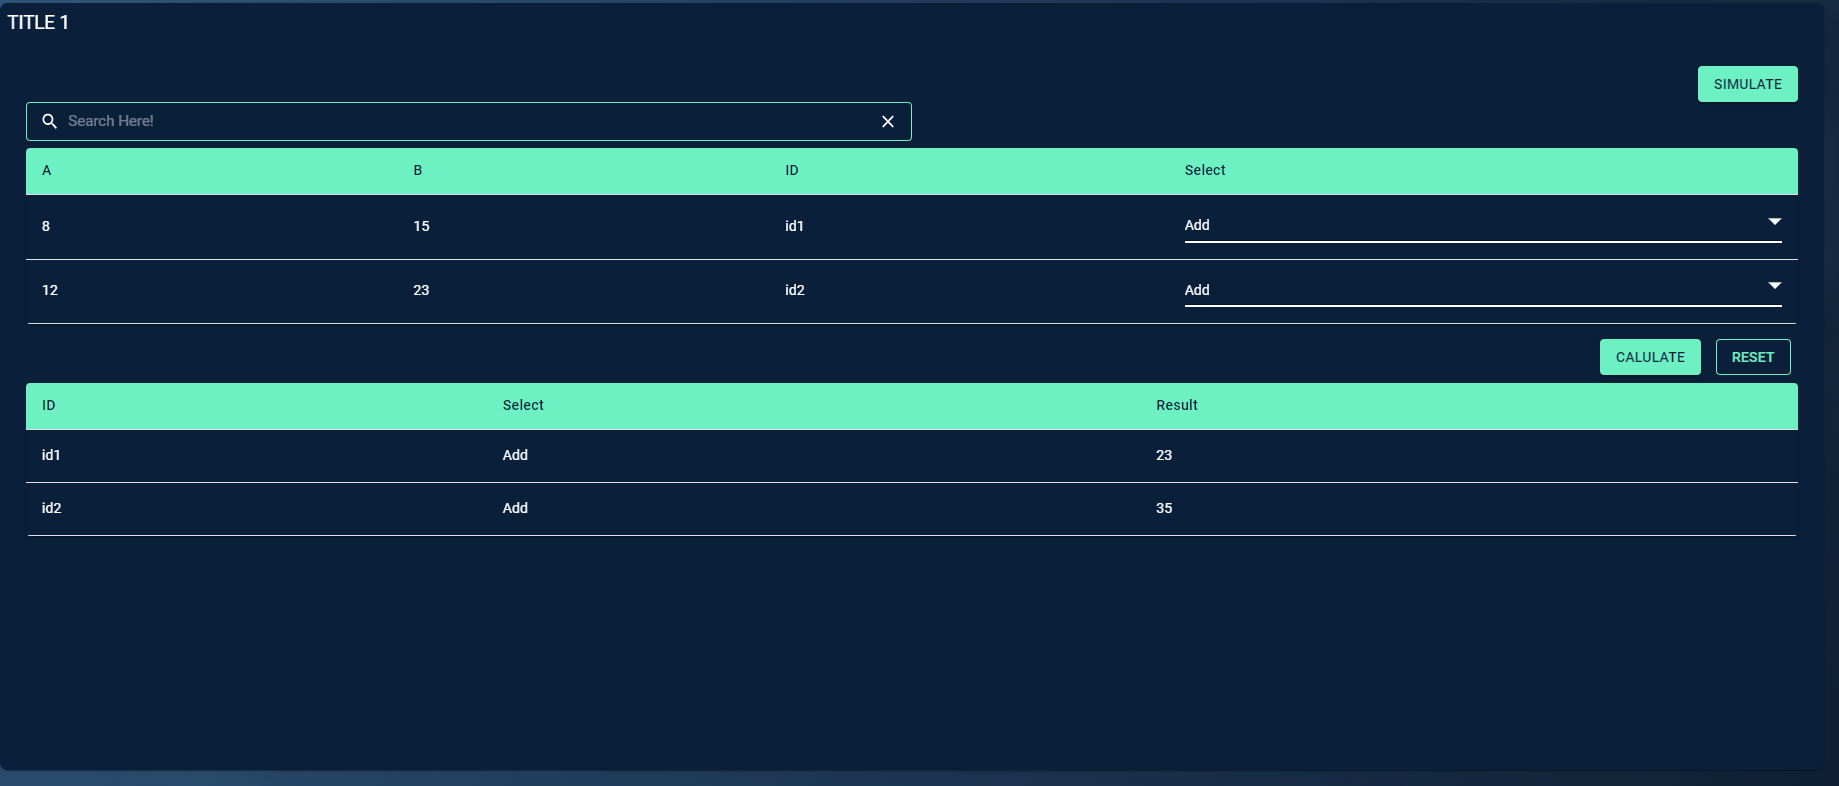 TITLE 1
SIMULATE
Search Here!
A B ID Select
8 15 id1 Add
12 23 id2 Add
CALULATE RESET
ID Select Result
id1 Add 23
id2 Add 35